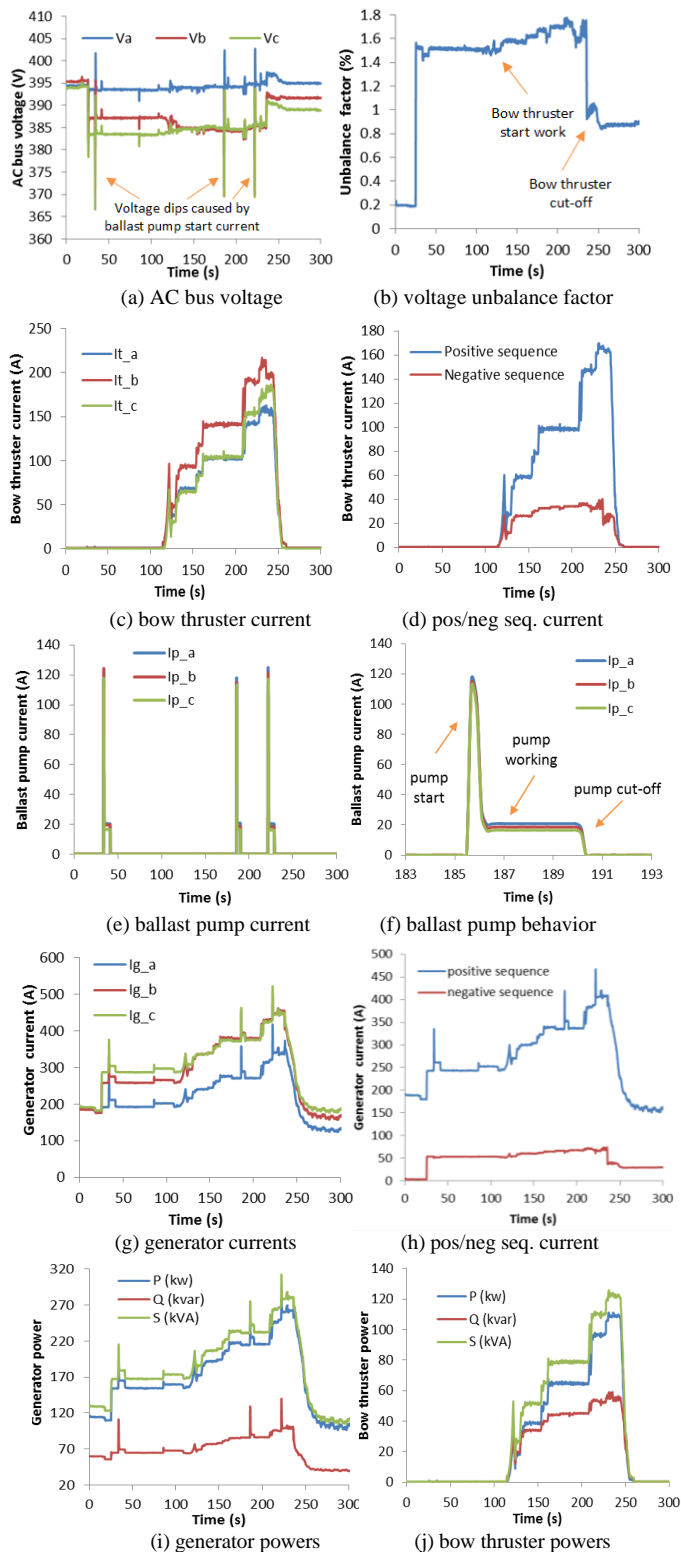 AC bus voltage (V)
410
405
400
395
390
385
380
375
370
365
360
Va Vb Vc
Voltage dips caused by
ballast pump start current
0 50 100 150 200 250 300
Time (s)
(a) AC bus voltage
Unbalance factor (%)
1.8
1.6
1.4
1.2
1
0.8
0.6
0.4
0.2
0
Bow thruster
start work
Bow thruster
cut-off
0 50 100 150 200 250 300
Time (s)
(b) voltage unbalance factor
Bow thruster current (A)
250
200
150
100
50
0
It_a
It_b
It_c
0 50 100 150 200 250 300
Time (s)
(c) bow thruster current
Bow thruster current (A)
180
160
140
120
100
80
60
40
20
0
Positive sequence
Negative sequence
0 50 100 150 200 250 300
Time (s)
(d) pos/neg seq. current
Ballast pump current (A)
140
120
100
80
60
40
20
0
Ip_a
Ip_b
Ip_c
0 50 100 150 200 250 300
Time (s)
(e) ballast pump current
Ballast pump current (A)
140
120
100
80
60
40
20
0
Ip_a
Ip_b
Ip_c
pump
start
pump
working
pump cut-off
183 185 187 189 191 193
Time (s)
(f) ballast pump behavior
Generator current (A)
600
500
400
300
200
100
0
Ig_a
Ig_b
Ig_c
0 50 100 150 200 250 300
Time (s)
(g) generator currents
Generator current (A)
500
450
400
350
300
250
200
150
100
50
0
positive sequence
negative sequence
0 50 100 150 200 250 300
Time (s)
(h) pos/neg seq. current
Generator power
320
270
220
170
120
70
20
P (kw)
Q (kvar)
S (kVA)
0 50 100 150 200 250 300
Time (s)
(i) generator powers
Bow thruster power
140
120
100
80
60
40
20
0
P (kw)
Q (kvar)
S (kVA)
0 50 100 150 200 250 300
Time (s)
(j) bow thruster powers